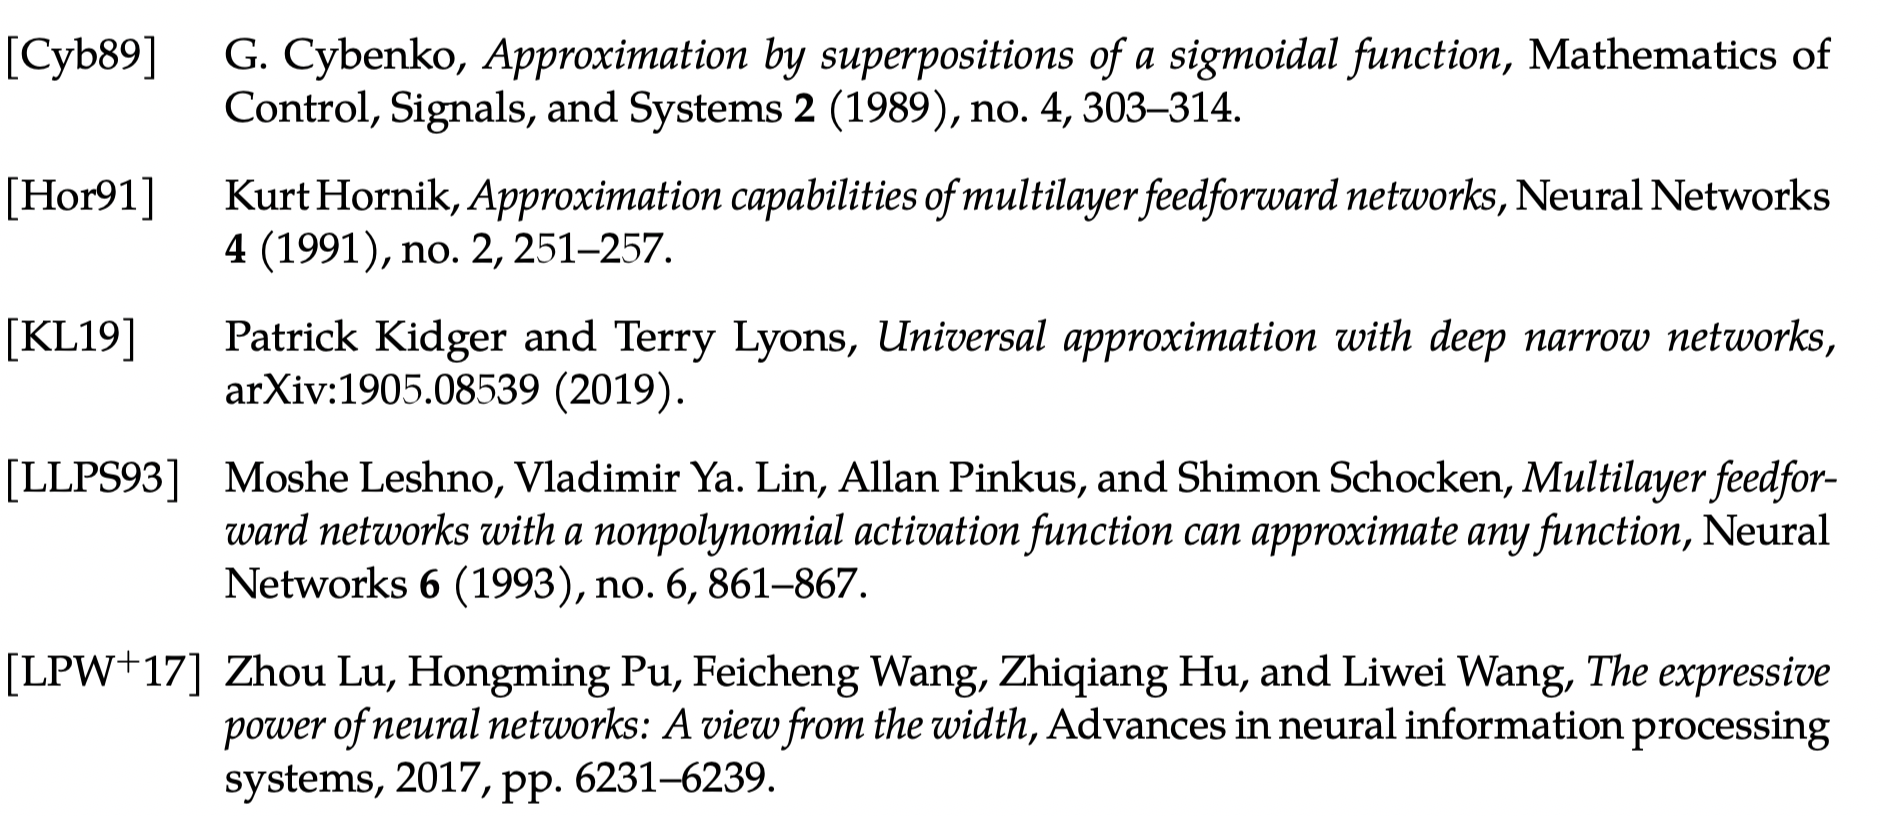 [Cyb89] G. Cybenko, Approximation by superpositions of a sigmoidal function, Mathematics of
Control, Signals, and Systems 2 (1989), no. 4, 303–314.
[Hor91] Kurt Hornik, Approximation capabilities of multilayer feedforward networks, Neural Networks
4 (1991), no. 2, 251–257.
[KL19] Patrick Kidger and Terry Lyons, Universal approximation with deep narrow networks,
arXiv:1905.08539 (2019).
[LLPS93] Moshe Leshno, Vladimir Ya. Lin, Allan Pinkus, and Shimon Schocken, Multilayer feedfor-
ward networks with a nonpolynomial activation function can approximate any function, Neural
Networks 6 (1993), no. 6, 861–867.
[LPW+17] Zhou Lu, Hongming Pu, Feicheng Wang, Zhiqiang Hu, and Liwei Wang, The expressive
power of neural networks: A view from the width, Advances in neural information processing
systems, 2017, pp. 6231–6239.